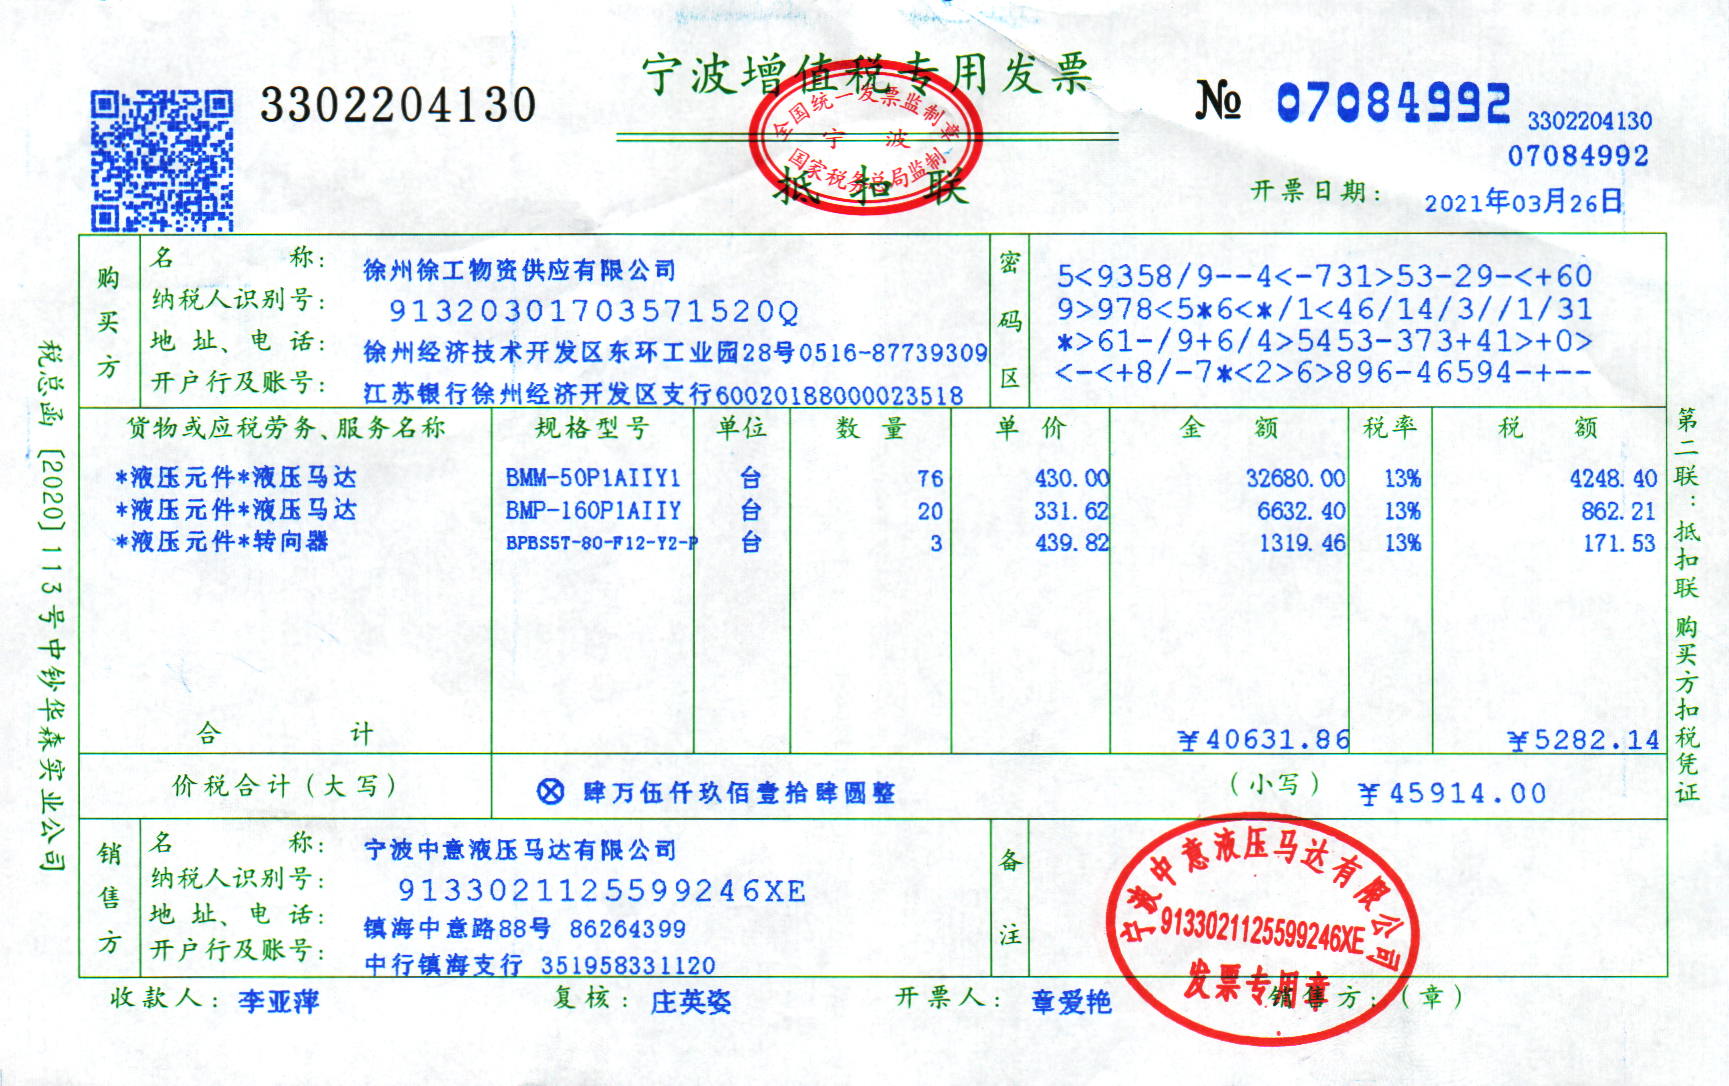 宁波增值税专用发票
3302204130
№ 07084992
3302204130
07084992
全国统一发票监制章
宁 波
国家税务总局监制
抵扣联
开票日期: 2021年03月26日
购买方
名 称: 徐州徐工物资供应有限公司
纳税人识别号: 91320301703571520Q
地 址、电 话: 徐州经济技术开发区东环工业园28号0516-87739309
开户行及账号: 江苏银行徐州经济开发区支行60020188000023518
密码区
5<9358/9--4<-731>53-29-<+60
9>978<5*6<*/1<46/14/3//1/31
*>61-/9+6/4>5453-373+41>+0>
<-<+8/-7*<2>6>896-46594-+--
货物或应税劳务、服务名称 规格型号 单位 数 量 单 价 金 额 税率 税 额
*液压元件*液压马达 BMM-50P1AIIY1 台 76 430.00 32680.00 13% 4248.40
*液压元件*液压马达 BMP-160P1AIIY 台 20 331.62 6632.40 13% 862.21
*液压元件*转向器 BPBS5T-80-F12-Y2-P 台 3 439.82 1319.46 13% 171.53
合 计 ¥40631.86 ¥5282.14
价税合计(大写) ⊗ 肆万伍仟玖佰壹拾肆圆整 (小写) ¥45914.00
销售方
名 称: 宁波中意液压马达有限公司
纳税人识别号: 9133021125599246XE
地 址、电 话: 镇海中意路88号 86264399
开户行及账号: 中行镇海支行 351958331120
备注
宁波中意液压马达有限公司
9133021125599246XE
发票专用章
收款人: 李亚萍 复核: 庄英姿 开票人: 章爱艳 销售方:(章)
税总函[2020]113号中钞华森实业公司
第二联:抵扣联 购买方扣税凭证